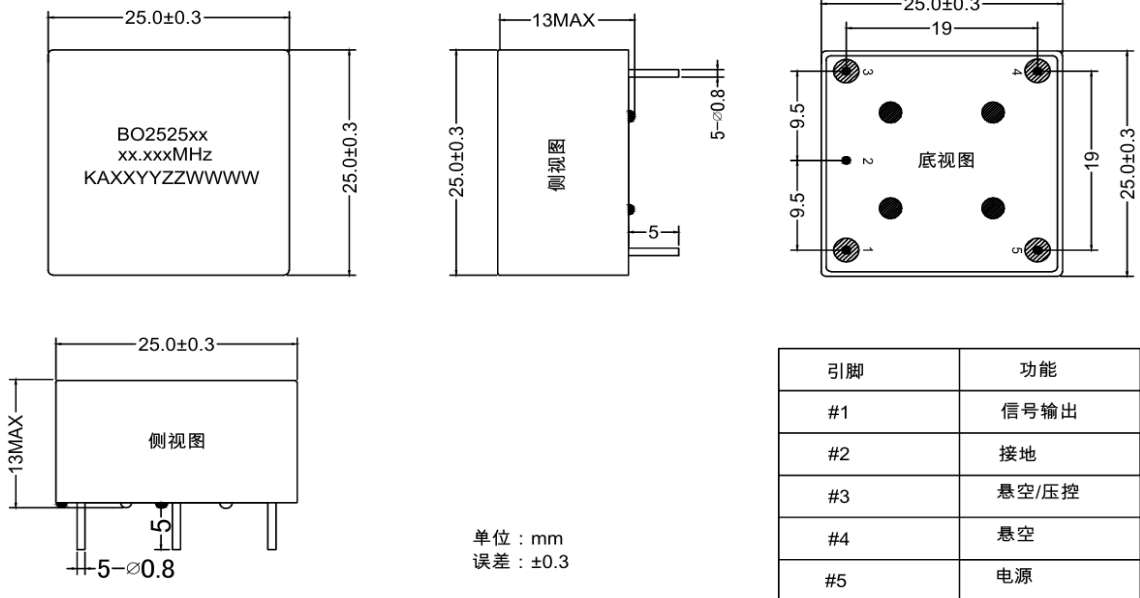 25.0±0.3
25.0±0.3
BO2525xx
xx.xxxMHz
KAXXYYZZWWWW
13MAX
25.0±0.3
侧视图
5-⌀0.8
5
25.0±0.3
19
9.5
9.5
3
4
2
底视图
1
5
19
25.0±0.3
25.0±0.3
13MAX
侧视图
5
5-⌀0.8
单位：mm
误差：±0.3
引脚 功能
#1 信号输出
#2 接地
#3 悬空/压控
#4 悬空
#5 电源